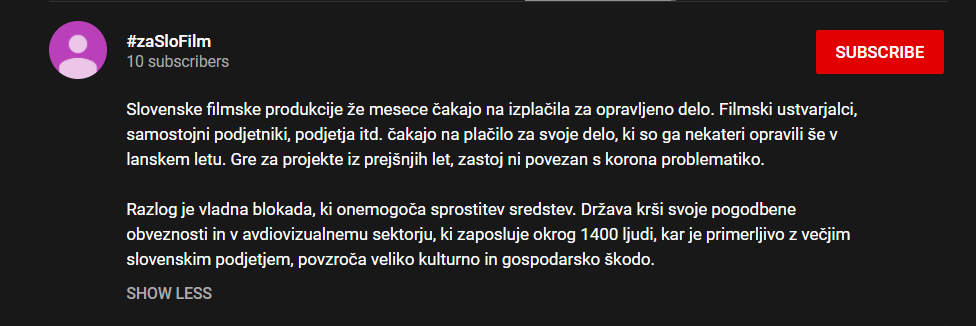 #zaSloFilm
10 subscribers
SUBSCRIBE
Slovenske filmske produkcije že mesece čakajo na izplačila za opravljeno delo. Filmski ustvarjalci,
samostojni podjetniki, podjetja itd. čakajo na plačilo za svoje delo, ki so ga nekateri opravili še v
lanskem letu. Gre za projekte iz prejšnjih let, zastoj ni povezan s korona problematiko.
Razlog je vladna blokada, ki onemogoča sprostitev sredstev. Država krši svoje pogodbene
obveznosti in v avdiovizualnemu sektorju, ki zaposluje okrog 1400 ljudi, kar je primerljivo z večjim
slovenskim podjetjem, povzroča veliko kulturno in gospodarsko škodo.
SHOW LESS